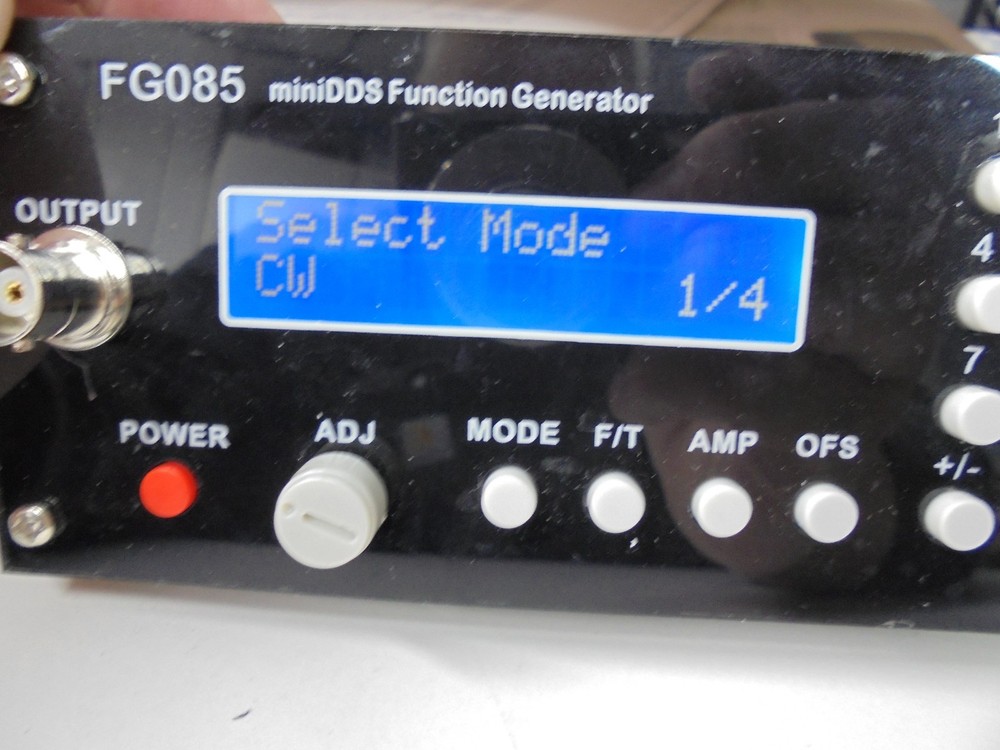 FG085 miniDDS Function Generator
OUTPUT
Select Mode
CW 1/4
4
7
POWER ADJ MODE F/T AMP OFS +/-